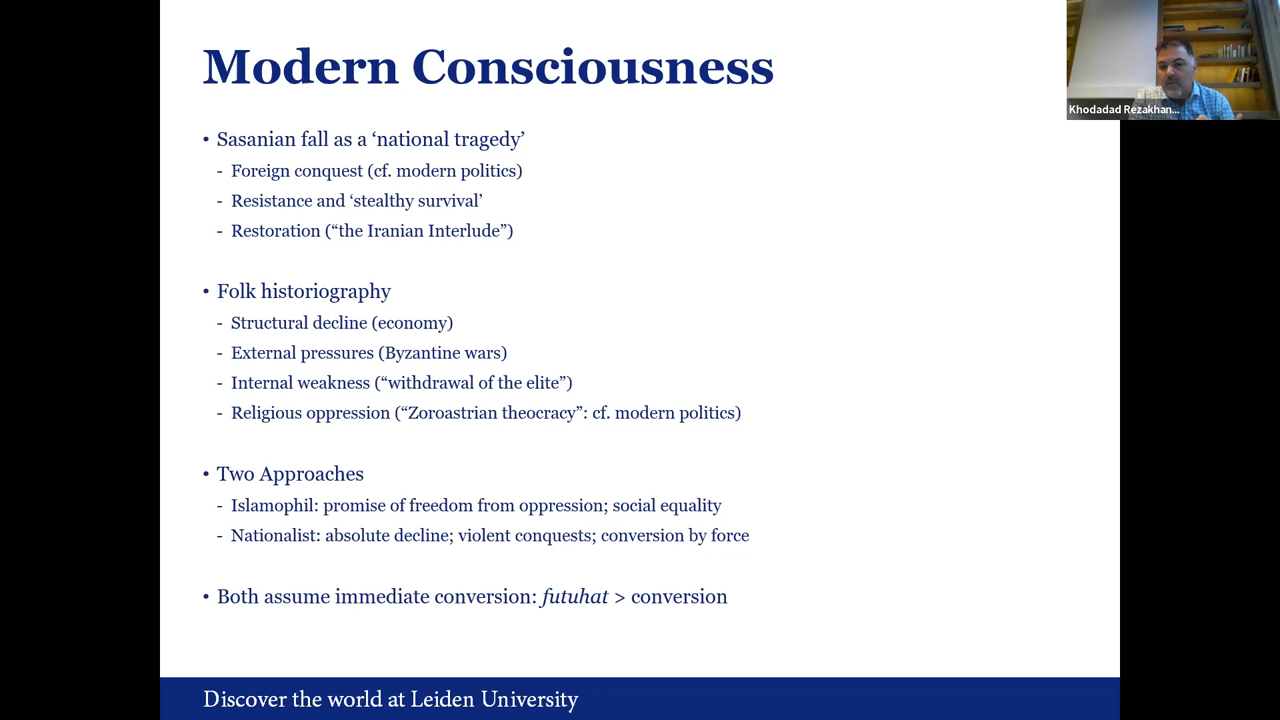 Modern Consciousness
• Sasanian fall as a ‘national tragedy’
- Foreign conquest (cf. modern politics)
- Resistance and ‘stealthy survival’
- Restoration (“the Iranian Interlude”)
• Folk historiography
- Structural decline (economy)
- External pressures (Byzantine wars)
- Internal weakness (“withdrawal of the elite”)
- Religious oppression (“Zoroastrian theocracy”: cf. modern politics)
• Two Approaches
- Islamophil: promise of freedom from oppression; social equality
- Nationalist: absolute decline; violent conquests; conversion by force
• Both assume immediate conversion: futuhat > conversion
Discover the world at Leiden University
Khodadad Rezakhan...